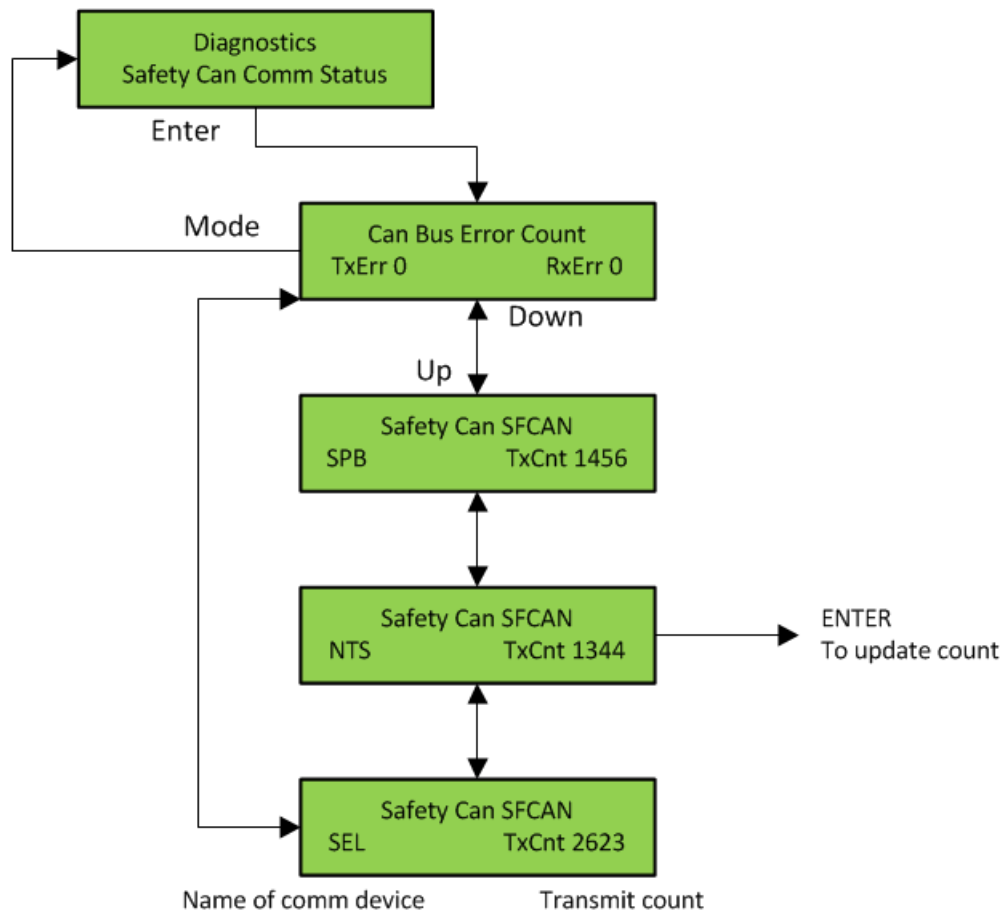 Diagnostics
Safety Can Comm Status
Enter
Mode
Can Bus Error Count
TxErr 0 RxErr 0
Down
Up
Safety Can SFCAN
SPB TxCnt 1456
Safety Can SFCAN
NTS TxCnt 1344
ENTER
To update count
Safety Can SFCAN
SEL TxCnt 2623
Name of comm device Transmit count